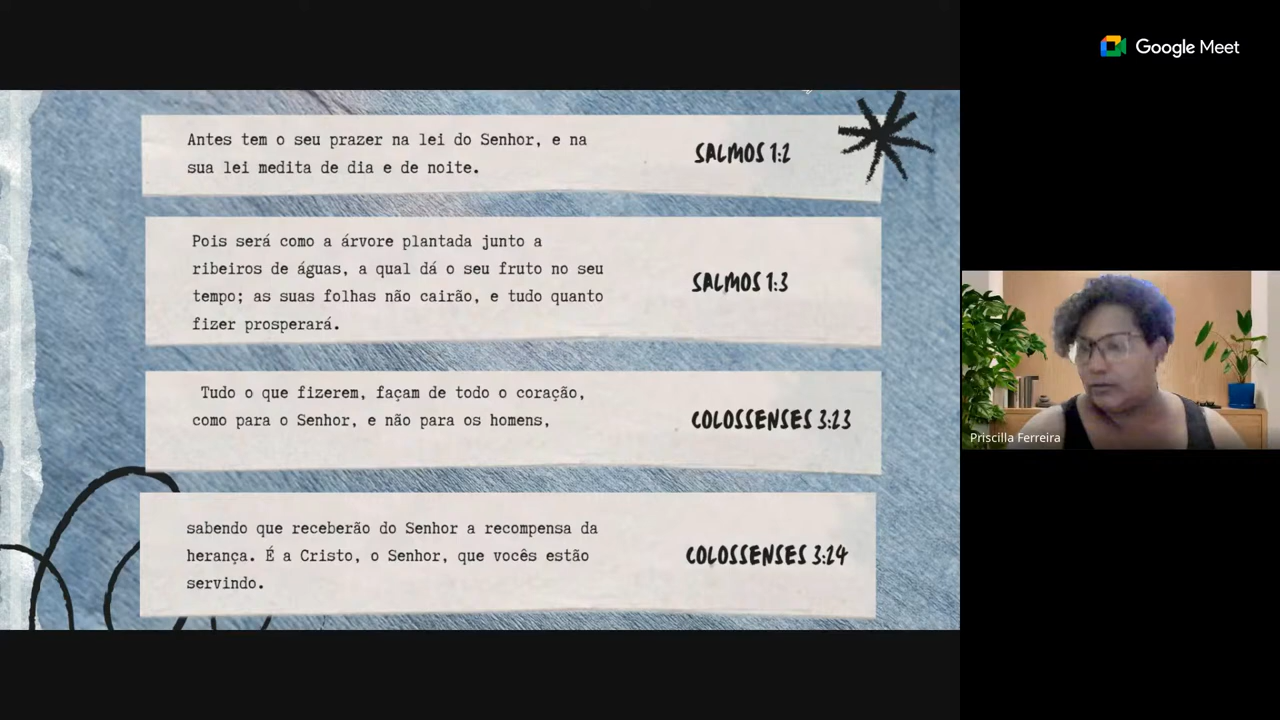 Google Meet
Antes tem o seu prazer na lei do Senhor, e na
sua lei medita de dia e de noite.
SALMOS 1:2
Pois será como a árvore plantada junto a
ribeiros de águas, a qual dá o seu fruto no seu
tempo; as suas folhas não cairão, e tudo quanto
fizer prosperará.
SALMOS 1:3
Tudo o que fizerem, façam de todo o coração,
como para o Senhor, e não para os homens,
COLOSSENSES 3:23
sabendo que receberão do Senhor a recompensa da
herança. É a Cristo, o Senhor, que vocês estão
servindo.
COLOSSENSES 3:24
Priscilla Ferreira